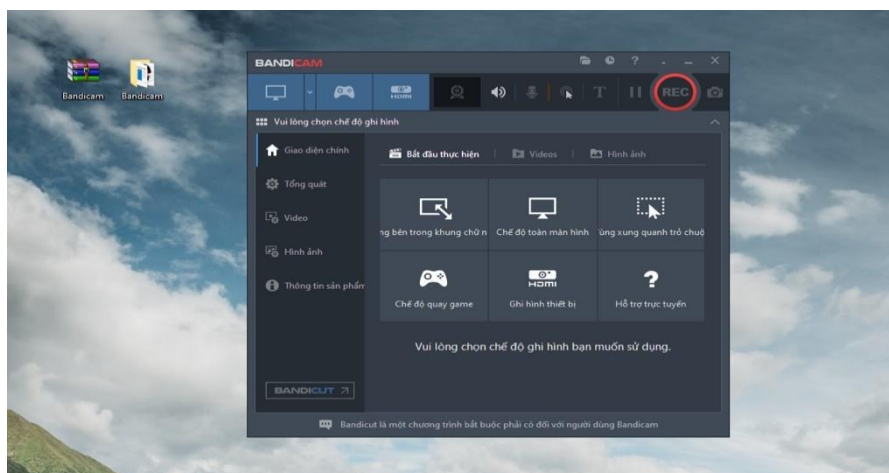 BANDICAM
?
HDMI
T
REC
Bandicam
Bandicam
Vui lòng chọn chế độ ghi hình
Giao diện chính
Bắt đầu thực hiện
Videos
Hình ảnh
Tổng quát
Video
Hình ảnh
Thông tin sản phẩm
ng bên trong khung chữ n
Chế độ toàn màn hình
ùng xung quanh trỏ chuộ
HDMI
?
Chế độ quay game
Ghi hình thiết bị
Hỗ trợ trực tuyến
Vui lòng chọn chế độ ghi hình bạn muốn sử dụng.
BANDICUT
Bandicut là một chương trình bắt buộc phải có đối với người dùng Bandicam